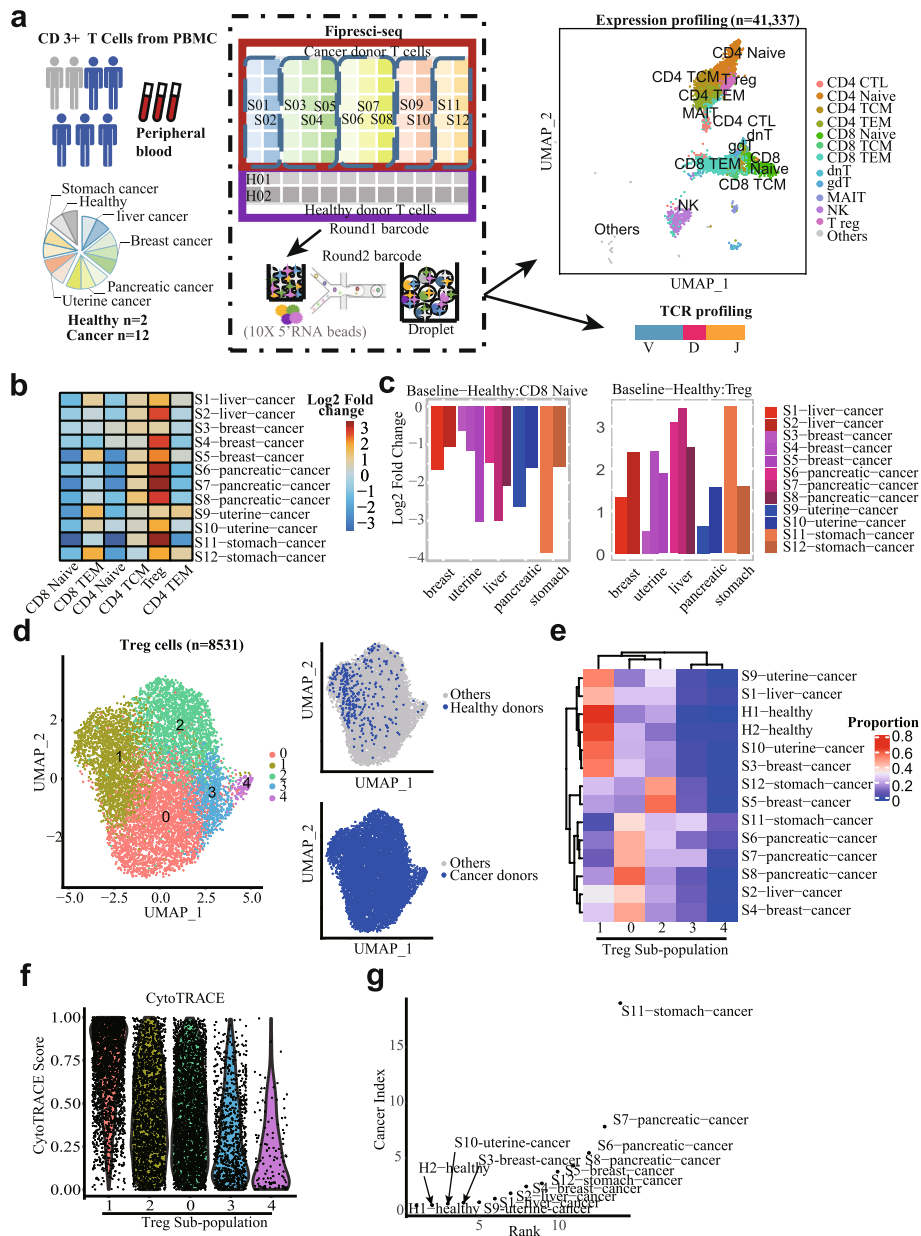 a
CD 3+ T Cells from PBMC
Peripheral
blood
Stomach cancer
Healthy
liver cancer
Breast cancer
Pancreatic cancer
Uterine cancer
Healthy n=2
Cancer n=12
Fipresci-seq
Cancer donor T cells
S01
S02
S03 S05
S04
S07
S06 S08
S09
S10
S11
S12
H01
H02
Healthy donor T cells
Round1 barcode
Round2 barcode
(10X 5'RNA beads)
Droplet
Expression profiling (n=41,337)
UMAP_2
UMAP_1
CD4 Naive
CD4 TCM
T reg
CD4 TEM
MAIT
CD4 CTL
dnT
gdT
CD8 TEM
CD8
Naive
CD8 TCM
NK
Others
CD4 CTL
CD4 Naive
CD4 TCM
CD4 TEM
CD8 Naive
CD8 TCM
CD8 TEM
dnT
gdT
MAIT
NK
T reg
Others
TCR profiling
V D J
b
S1−liver−cancer
S2−liver−cancer
S3−breast−cancer
S4−breast−cancer
S5−breast−cancer
S6−pancreatic−cancer
S7−pancreatic−cancer
S8−pancreatic−cancer
S9−uterine−cancer
S10−uterine−cancer
S11−stomach−cancer
S12−stomach−cancer
CD8 Naive
CD8 TEM
CD4 Naive
CD4 TCM
Treg
CD4 TEM
Log2 Fold
change
3
2
1
0
−1
−2
−3
c
Baseline−Healthy:CD8 Naive
Log2 Fold Change
0
−1
−2
−3
−4
breast
uterine
liver
pancreatic
stomach
Baseline−Healthy:Treg
3
2
1
0
breast
uterine
liver
pancreatic
stomach
S1−liver−cancer
S2−liver−cancer
S3−breast−cancer
S4−breast−cancer
S5−breast−cancer
S6−pancreatic−cancer
S7−pancreatic−cancer
S8−pancreatic−cancer
S9−uterine−cancer
S10−uterine−cancer
S11−stomach−cancer
S12−stomach−cancer
d
Treg cells (n=8531)
UMAP_2
2
0
−2
−5.0 −2.5 0.0 2.5 5.0
UMAP_1
1
2
0
3
4
0
1
2
3
4
UMAP_2
UMAP_1
Others
Healthy donors
UMAP_2
UMAP_1
Others
Cancer donors
e
S9−uterine−cancer
S1−liver−cancer
H1−healthy
H2−healthy
S10−uterine−cancer
S3−breast−cancer
S12−stomach−cancer
S5−breast−cancer
S11−stomach−cancer
S6−pancreatic−cancer
S7−pancreatic−cancer
S8−pancreatic−cancer
S2−liver−cancer
S4−breast−cancer
1 0 2 3 4
Treg Sub−population
Proportion
0.8
0.6
0.4
0.2
0
f
CytoTRACE
CytoTRACE Score
1.00
0.75
0.50
0.25
0.00
1 2 0 3 4
Treg Sub−population
g
Cancer Index
15
10
5
0
5 10
Rank
S11−stomach−cancer
S7−pancreatic−cancer
S6−pancreatic−cancer
S8−pancreatic−cancer
S5−breast−cancer
S12−stomach−cancer
S4−breast−cancer
S2−liver−cancer
S1−liver−cancer
S9−uterine−cancer
S10−uterine−cancer
S3−breast−cancer
H2−healthy
H1−healthy